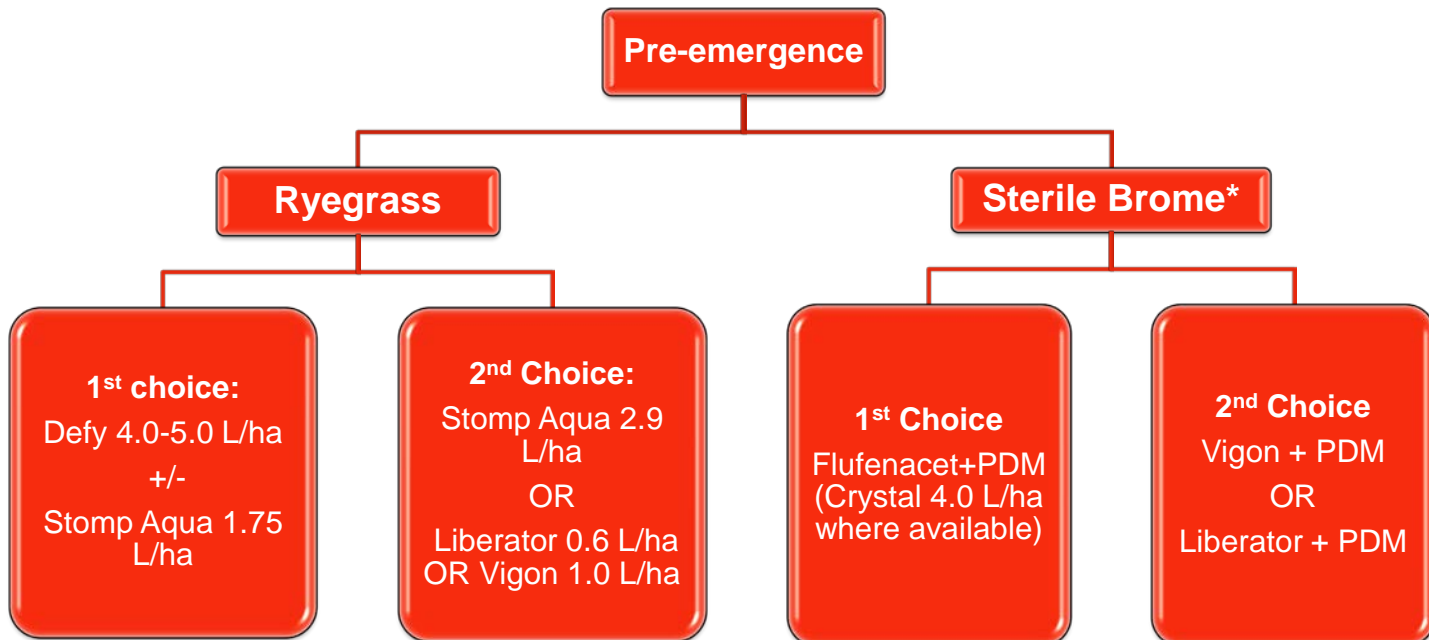 Pre-emergence
Ryegrass
Sterile Brome*
1st choice:
Defy 4.0-5.0 L/ha
+/-
Stomp Aqua 1.75
L/ha
2nd Choice:
Stomp Aqua 2.9
L/ha
OR
Liberator 0.6 L/ha
OR Vigon 1.0 L/ha
1st Choice
Flufenacet+PDM
(Crystal 4.0 L/ha
where available)
2nd Choice
Vigon + PDM
OR
Liberator + PDM